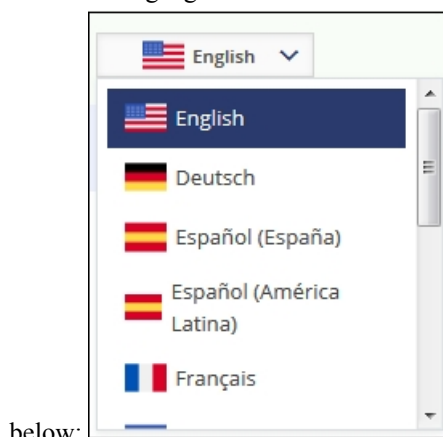 English
English
Deutsch
Español (España)
Español (América
Latina)
Français
below: